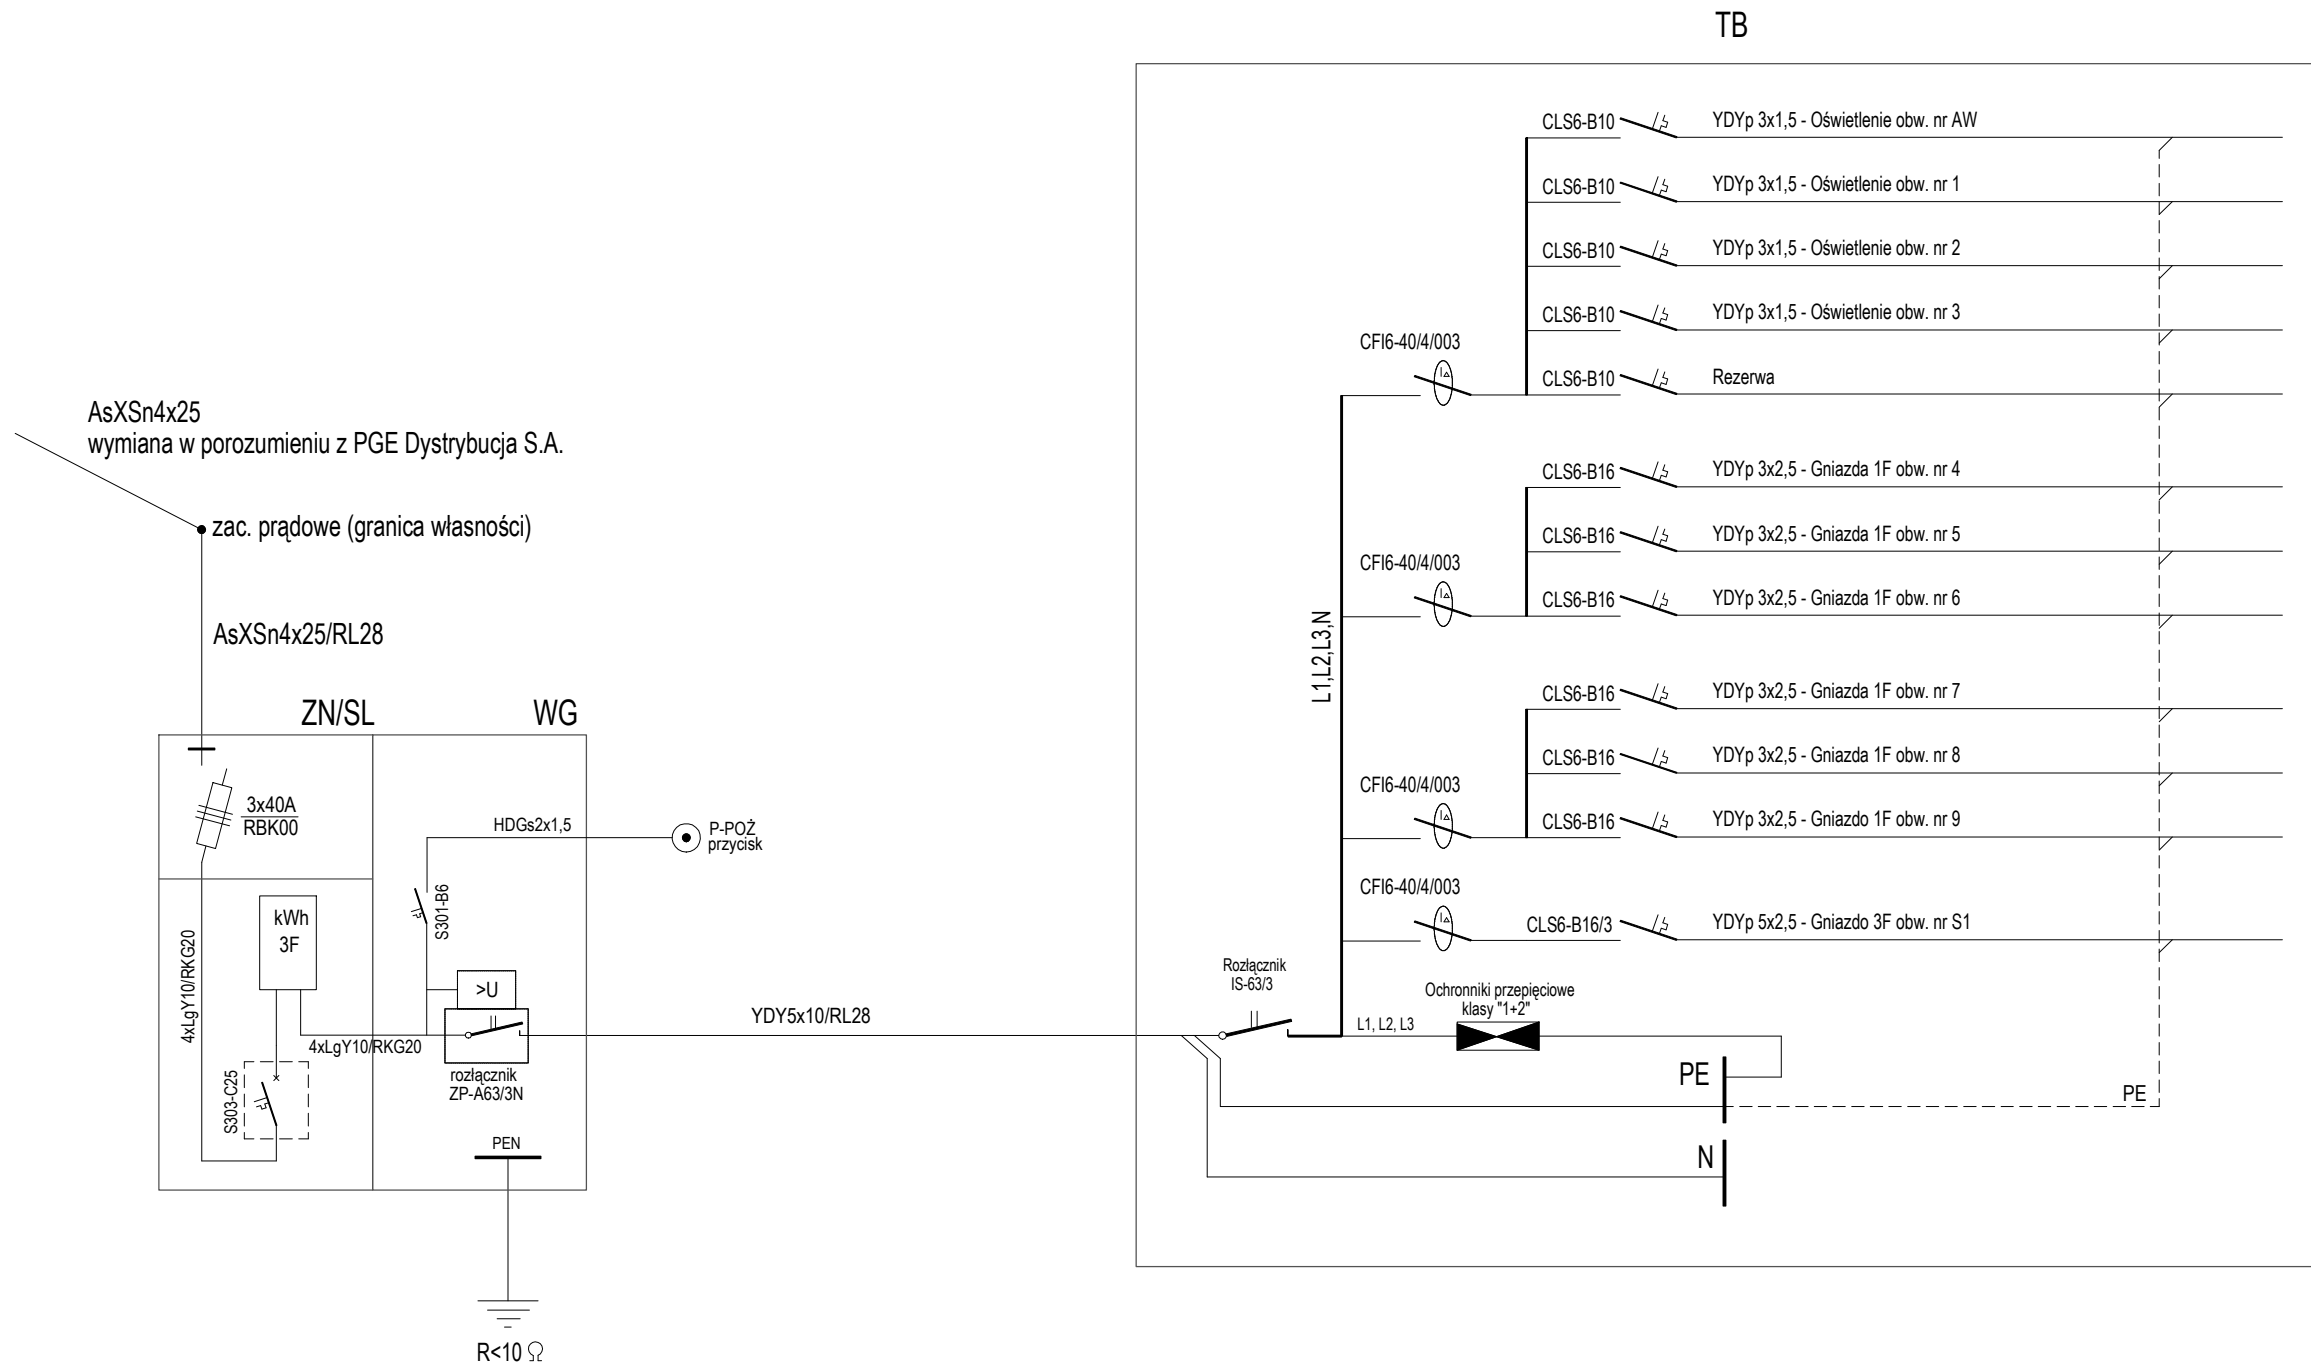 TB
CLS6-B10
YDYp 3x1,5 - Oświetlenie obw. nr AW
CLS6-B10
YDYp 3x1,5 - Oświetlenie obw. nr 1
CLS6-B10
YDYp 3x1,5 - Oświetlenie obw. nr 2
CLS6-B10
YDYp 3x1,5 - Oświetlenie obw. nr 3
CFI6-40/4/003
CLS6-B10
Rezerwa
AsXSn4x25
wymiana w porozumieniu z PGE Dystrybucja S.A.
zac. prądowe (granica własności)
AsXSn4x25/RL28
CLS6-B16
YDYp 3x2,5 - Gniazda 1F obw. nr 4
CLS6-B16
YDYp 3x2,5 - Gniazda 1F obw. nr 5
CFI6-40/4/003
CLS6-B16
YDYp 3x2,5 - Gniazda 1F obw. nr 6
L1,L2,L3,N
CLS6-B16
YDYp 3x2,5 - Gniazda 1F obw. nr 7
CLS6-B16
YDYp 3x2,5 - Gniazda 1F obw. nr 8
CFI6-40/4/003
CLS6-B16
YDYp 3x2,5 - Gniazdo 1F obw. nr 9
CFI6-40/4/003
CLS6-B16/3
YDYp 5x2,5 - Gniazdo 3F obw. nr S1
ZN/SL
WG
3x40A
RBK00
HDGs2x1,5
P-POŻ
przycisk
S301-B6
kWh
3F
4xLgY10/RKG20
>U
4xLgY10/RKG20
S303-C25
rozłącznik
ZP-A63/3N
PEN
R<10 Ω
YDY5x10/RL28
Rozłącznik
IS-63/3
Ochronniki przepięciowe
klasy "1+2"
L1, L2, L3
PE
PE
N
I△
I△
I△
I△